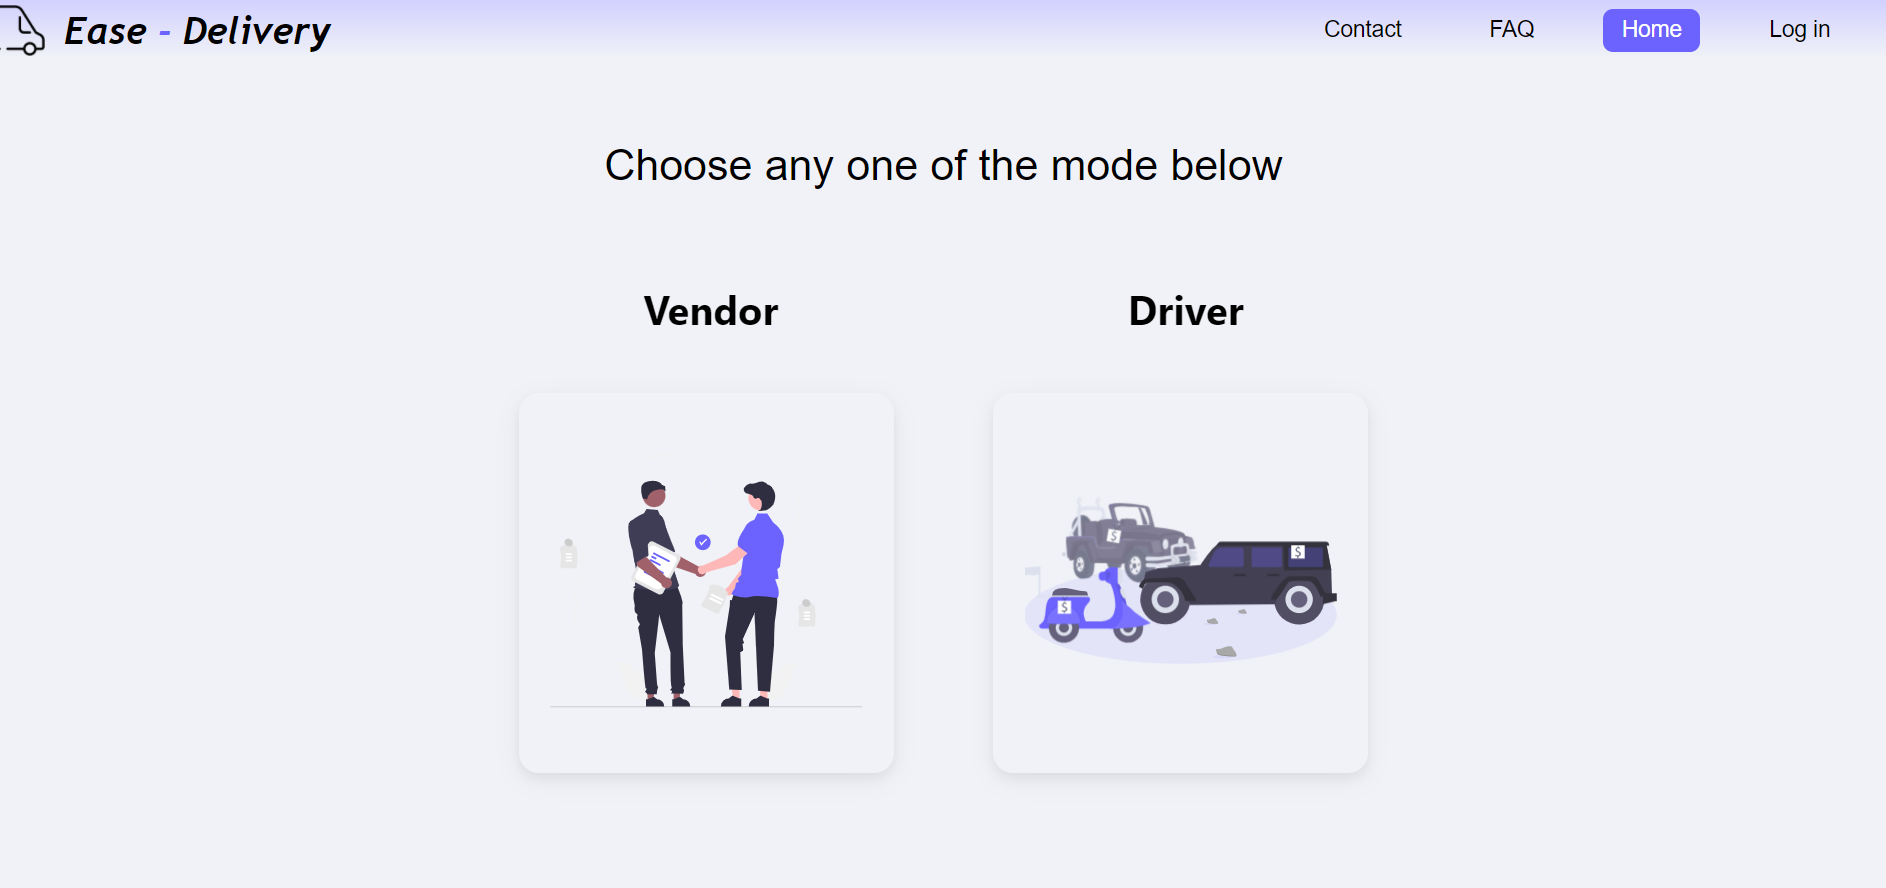 Ease - Delivery
Contact FAQ Home Log in
Choose any one of the mode below
Vendor Driver
$
$
$